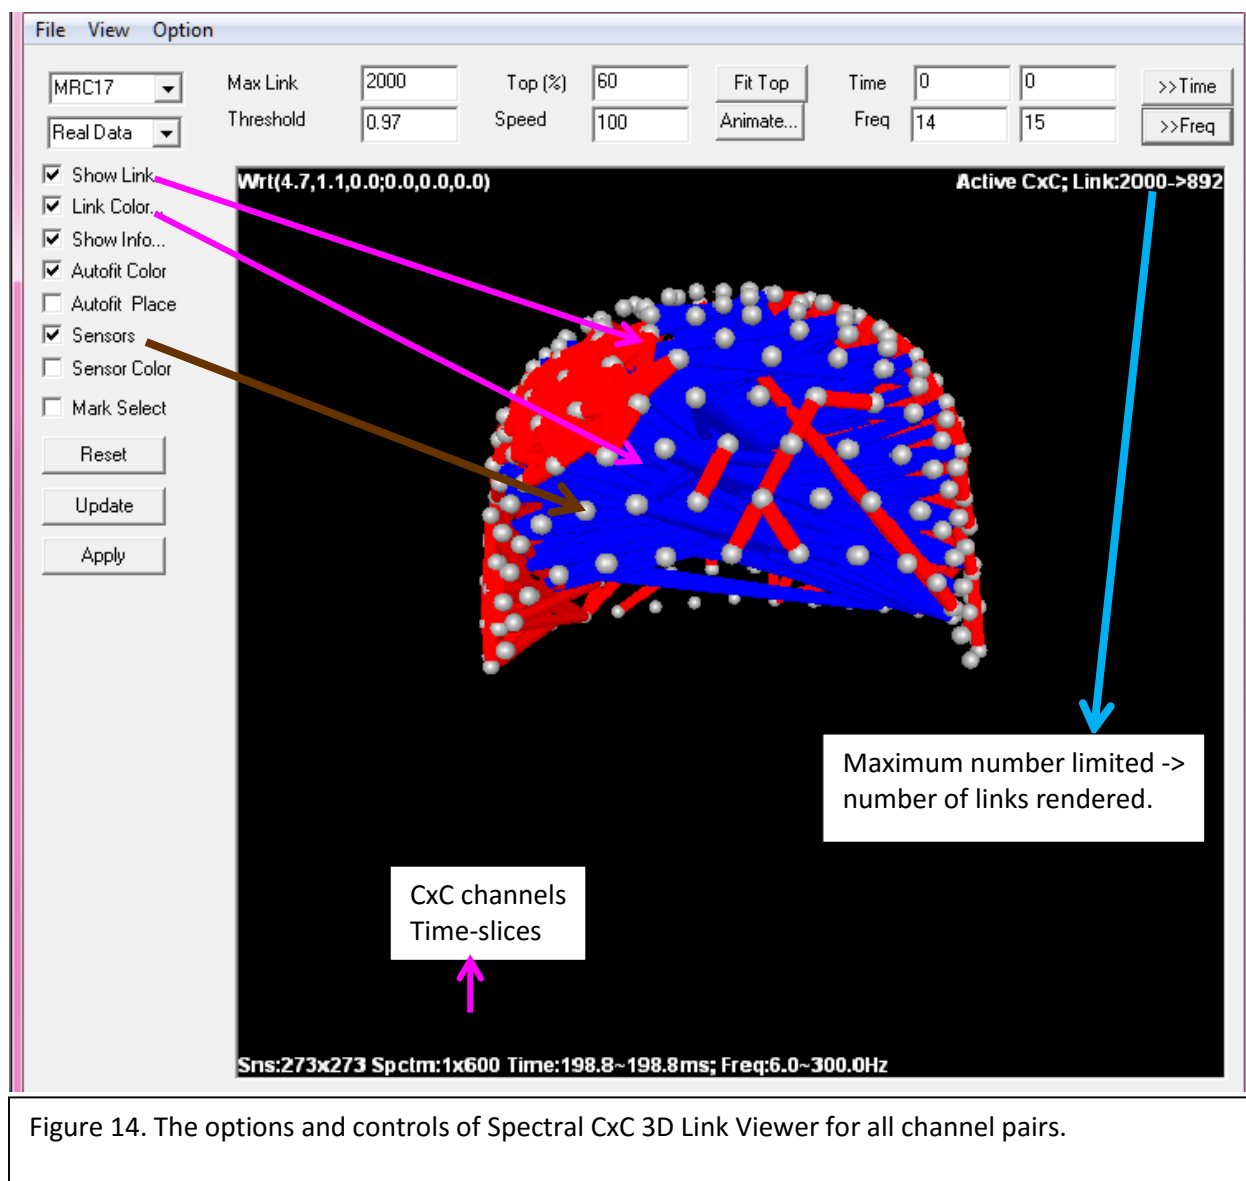 File View Option
MRC17 Max Link 2000 Top (%) 60 Fit Top Time 0 0 >>Time
Real Data Threshold 0.97 Speed 100 Animate... Freq 14 15 >>Freq
Show Link
Link Color...
Show Info...
Autofit Color
Autofit Place
Sensors
Sensor Color
Mark Select
Reset
Update
Apply
Wrt(4.7,1.1,0.0;0.0,0.0,0.0) Active CxC; Link:2000->892
Maximum number limited ->
number of links rendered.
CxC channels
Time-slices
Sns:273x273 Spctm:1x600 Time:198.8~198.8ms; Freq:6.0~300.0Hz
Figure 14. The options and controls of Spectral CxC 3D Link Viewer for all channel pairs.